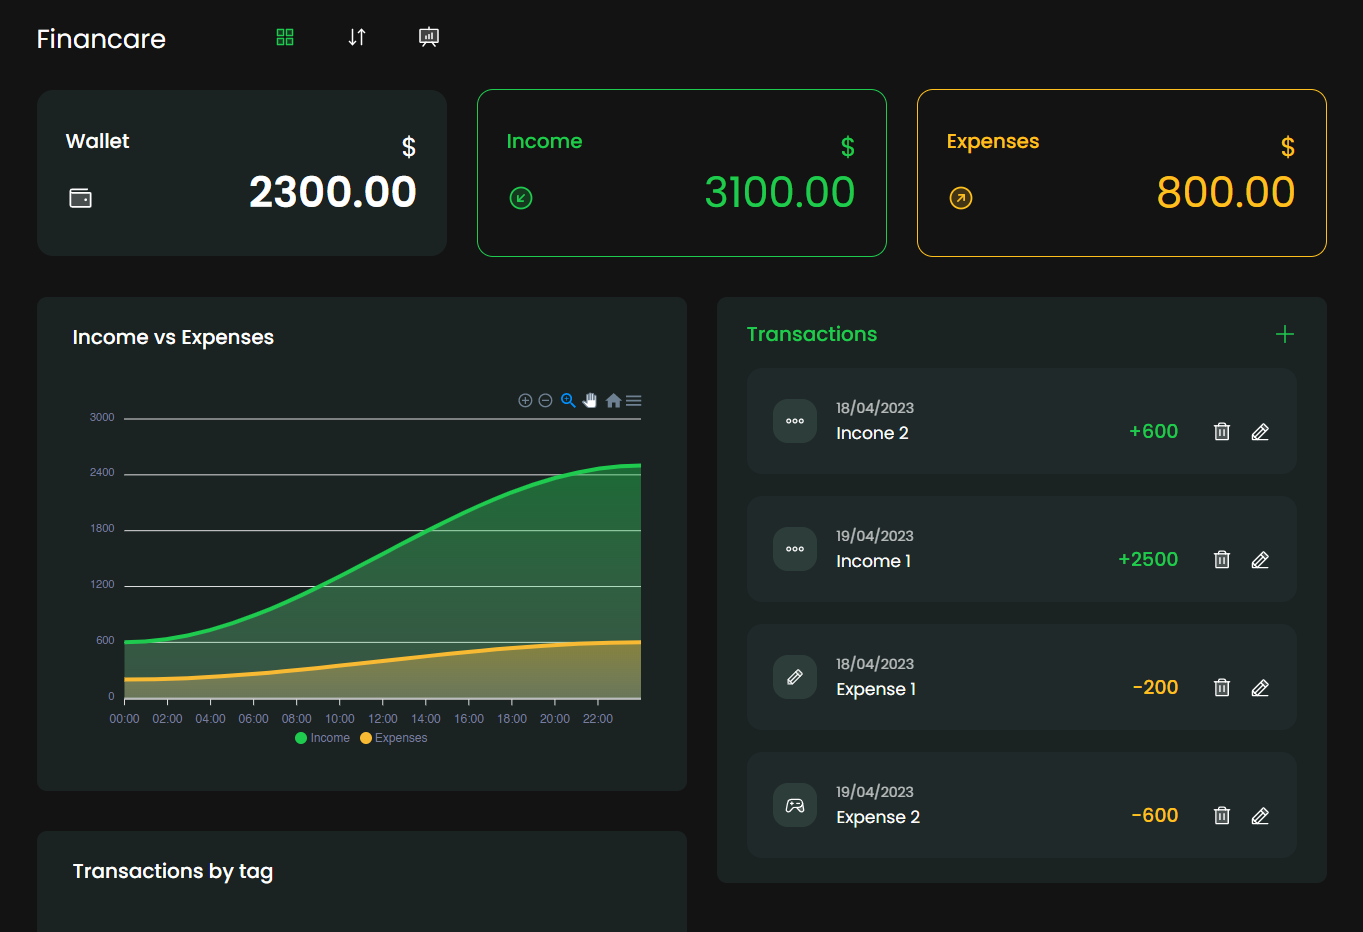 Financare
Wallet
$
2300.00
Income
$
3100.00
Expenses
$
800.00
Income vs Expenses
3000
2400
1800
1200
600
0
00:00 02:00 04:00 06:00 08:00 10:00 12:00 14:00 16:00 18:00 20:00 22:00
Income Expenses
Transactions by tag
Transactions
18/04/2023
Incone 2
+600
19/04/2023
Income 1
+2500
18/04/2023
Expense 1
-200
19/04/2023
Expense 2
-600